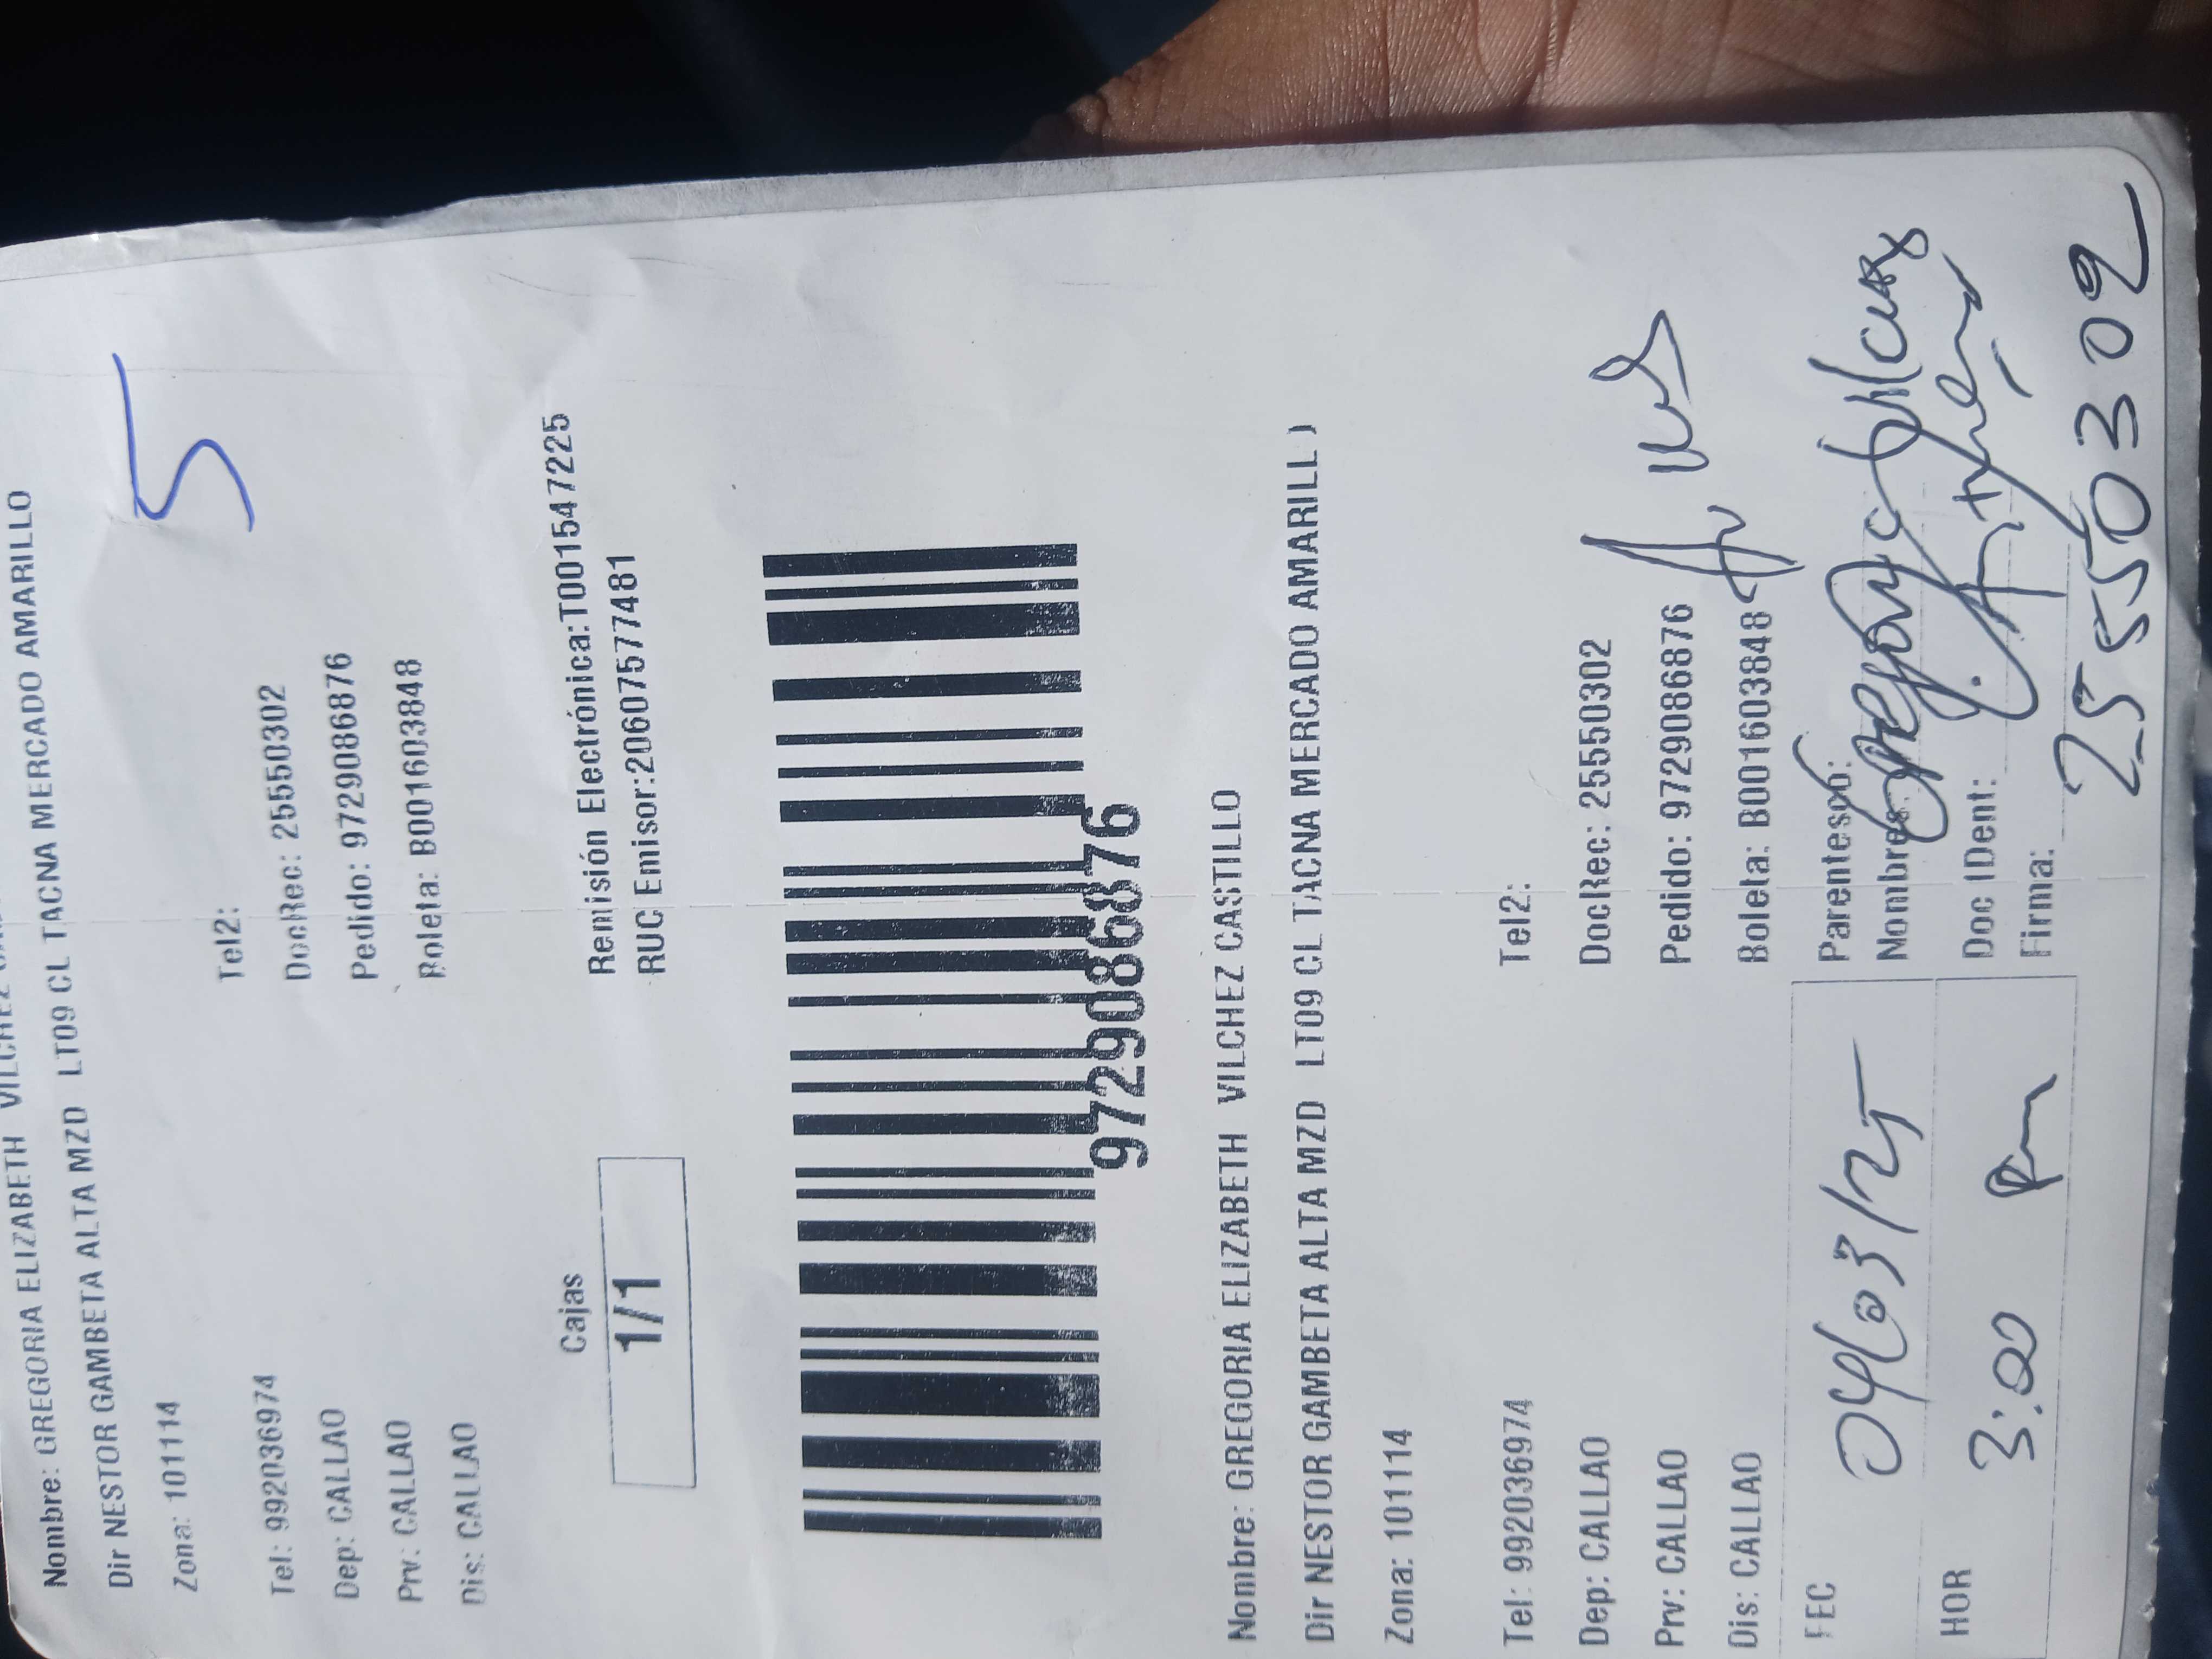 Nombre: GREGORIA ELIZABETH VILCHEZ
Dir NESTOR GAMBETA ALTA MZD LT09 CL TACNA MERCADO AMARILLO
5
Zona: 101114
Tel: 992036974 Tel2:
Dep: CALLAO DocRec: 25550302
Prv: CALLAO Pedido: 9729086876
Dis: CALLAO Boleta: B001603848
Cajas
1/1
Remisión Electrónica:T001547225
RUC Emisor:20607577481
9729086876
Nombre: GREGORIA ELIZABETH VILCHEZ CASTILLO
Dir NESTOR GAMBETA ALTA MZD LT09 CL TACNA MERCADO AMARILL )
Zona: 101114
Tel: 992036974 Tel2:
Dep: CALLAO DocRec: 25550302
Prv: CALLAO Pedido: 9729086876
Dis: CALLAO Boleta: B001603848
FEC 04/03/25 Parentesco:
Nombre:
HOR 3:00 pm Doc IDent:
Firma:
25550302